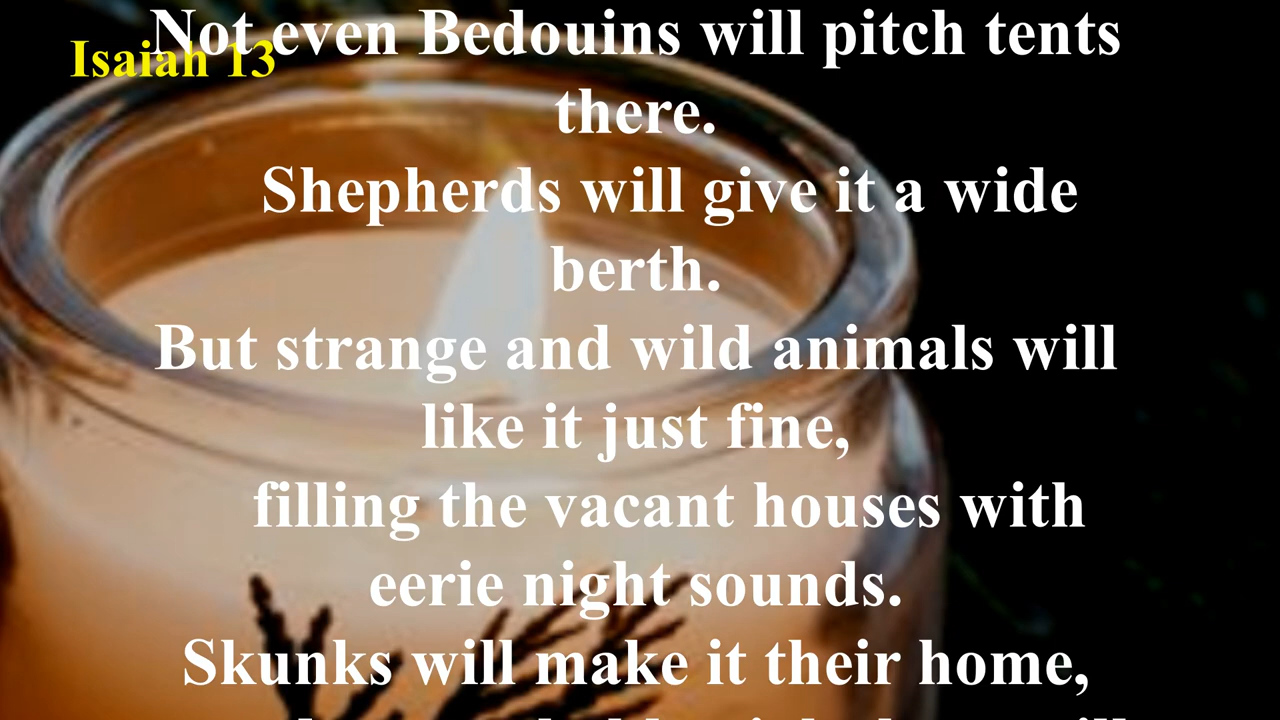 Isaiah 13
Not even Bedouins will pitch tents
there.
Shepherds will give it a wide
berth.
But strange and wild animals will
like it just fine,
filling the vacant houses with
eerie night sounds.
Skunks will make it their home,